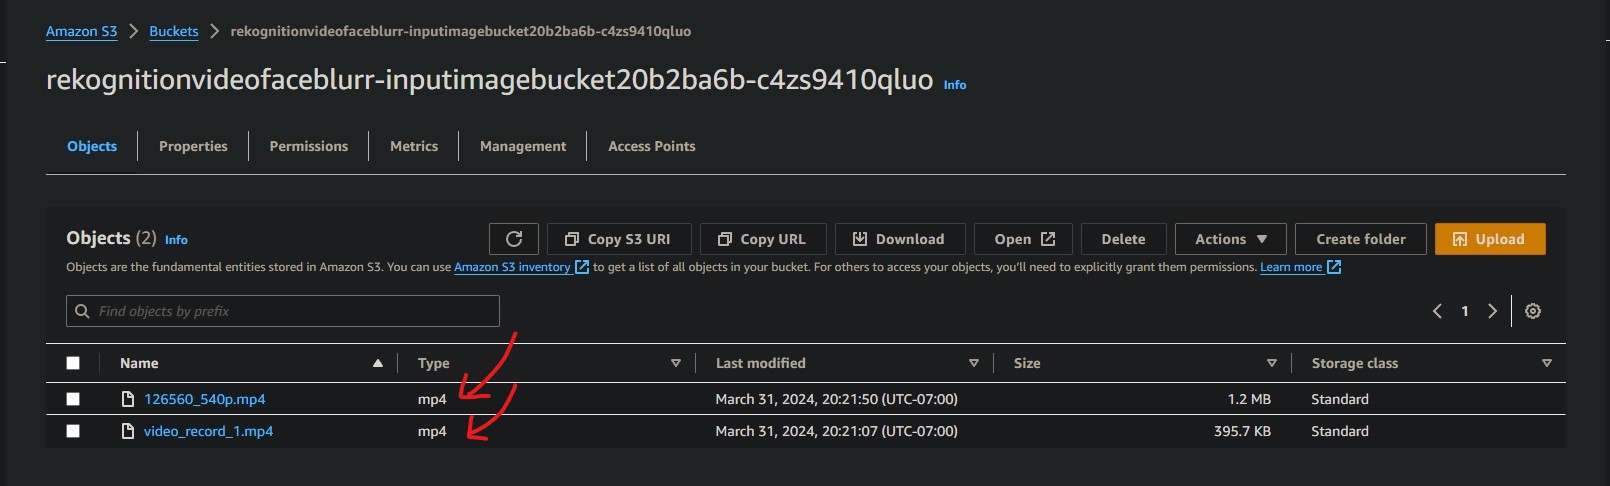 Amazon S3 > Buckets > rekognitionvideofaceblurr-inputimagebucket20b2ba6b-c4zs9410qluo
rekognitionvideofaceblurr-inputimagebucket20b2ba6b-c4zs9410qluo Info
Objects Properties Permissions Metrics Management Access Points
Objects (2) Info Copy S3 URI Copy URL Download Open Delete Actions Create folder Upload
Objects are the fundamental entities stored in Amazon S3. You can use Amazon S3 inventory to get a list of all objects in your bucket. For others to access your objects, you'll need to explicitly grant them permissions. Learn more
Find objects by prefix 1
Name Type Last modified Size Storage class
126560_540p.mp4 mp4 March 31, 2024, 20:21:50 (UTC-07:00) 1.2 MB Standard
video_record_1.mp4 mp4 March 31, 2024, 20:21:07 (UTC-07:00) 395.7 KB Standard